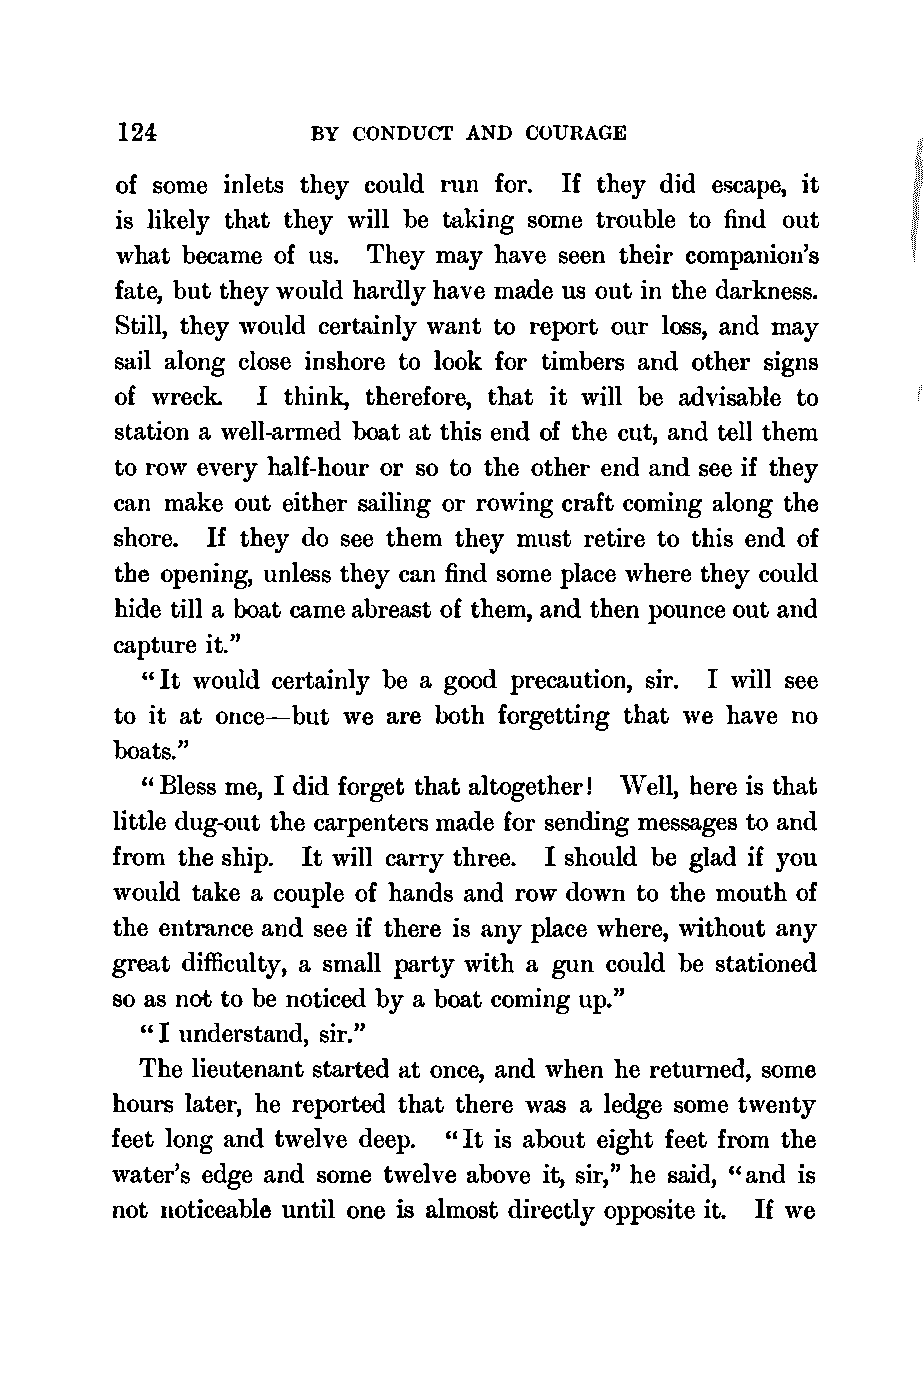 124 BY CONDUCT AND COURAGE
of some inlets they could run for. If they did escape, it
is likely that they will be taking some trouble to find out
what became of us. They may have seen their companion's
fate, but they would hardly have made us out in the darkness.
Still, they would certainly want to report our loss, and may
sail along close inshore to look for timbers and other signs
of wreck. I think, therefore, that it will be advisable to
station a well-armed boat at this end of the cut, and tell them
to row every half-hour or so to the other end and see if they
can make out either sailing or rowing craft coming along the
shore. If they do see them they must retire to this end of
the opening, unless they can find some place where they could
hide till a boat came abreast of them, and then pounce out and
capture it."
"It would certainly be a good precaution, sir. I will see
to it at once—but we are both forgetting that we have no
boats."
"Bless me, I did forget that altogether! Well, here is that
little dug-out the carpenters made for sending messages to and
from the ship. It will carry three. I should be glad if you
would take a couple of hands and row down to the mouth of
the entrance and see if there is any place where, without any
great difficulty, a small party with a gun could be stationed
so as not to be noticed by a boat coming up."
"I understand, sir."
The lieutenant started at once, and when he returned, some
hours later, he reported that there was a ledge some twenty
feet long and twelve deep. "It is about eight feet from the
water's edge and some twelve above it, sir," he said, "and is
not noticeable until one is almost directly opposite it. If we